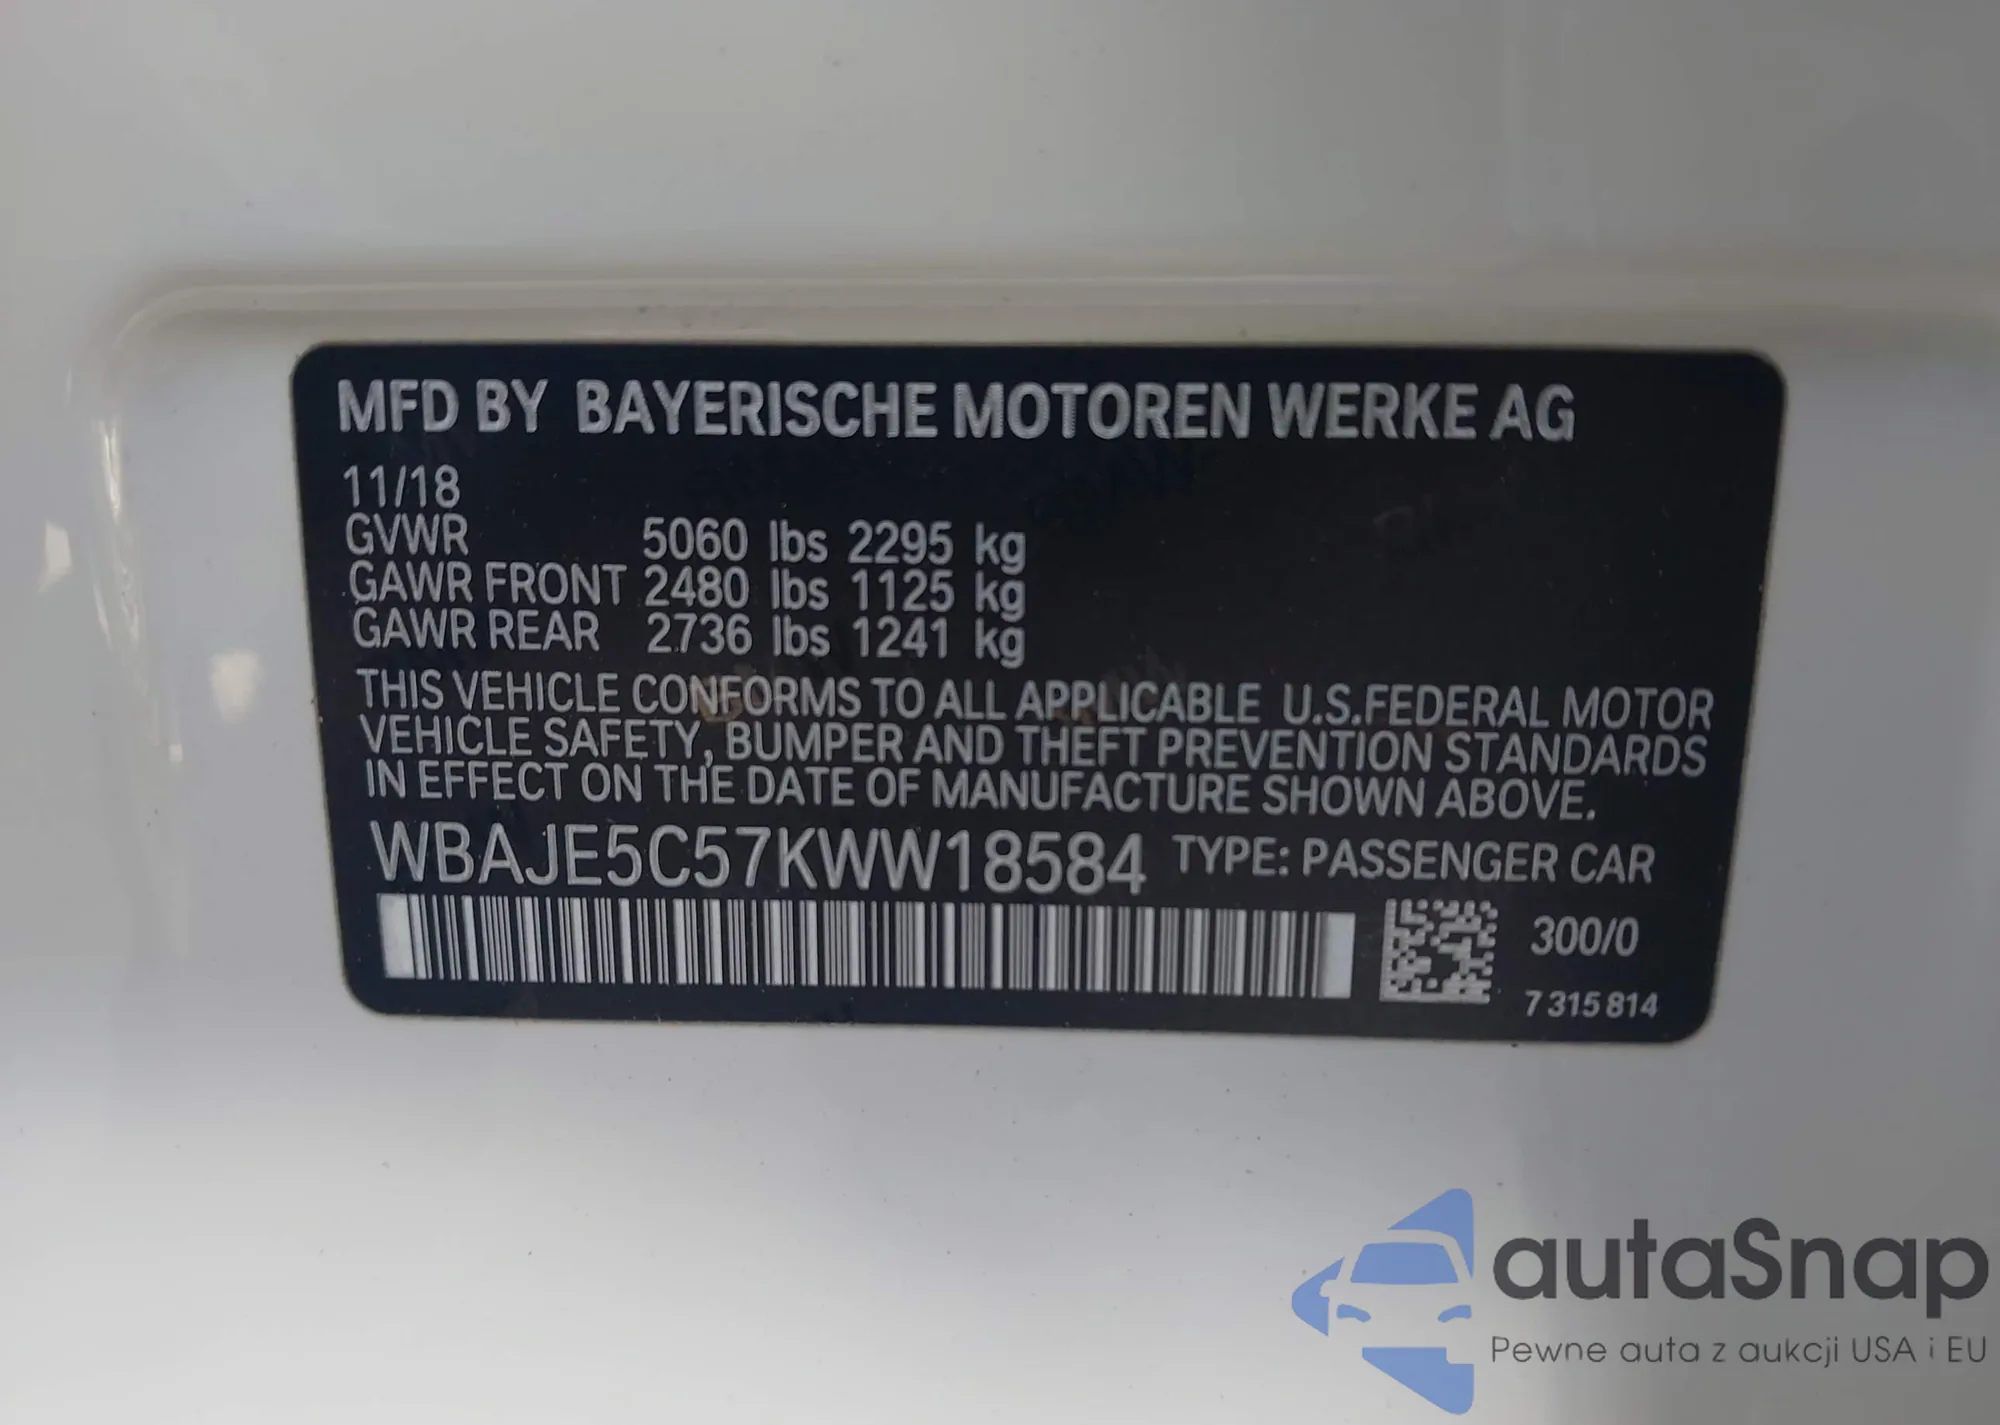 MFD BY BAYERISCHE MOTOREN WERKE AG
11/18
GVWR 5060 lbs 2295 kg
GAWR FRONT 2480 lbs 1125 kg
GAWR REAR 2736 lbs 1241 kg
THIS VEHICLE CONFORMS TO ALL APPLICABLE U.S.FEDERAL MOTOR
VEHICLE SAFETY, BUMPER AND THEFT PREVENTION STANDARDS
IN EFFECT ON THE DATE OF MANUFACTURE SHOWN ABOVE.
WBAJE5C57KWW18584 TYPE: PASSENGER CAR
300/0
7 315 814
autaSnap
Pewne auta z aukcji USA i EU